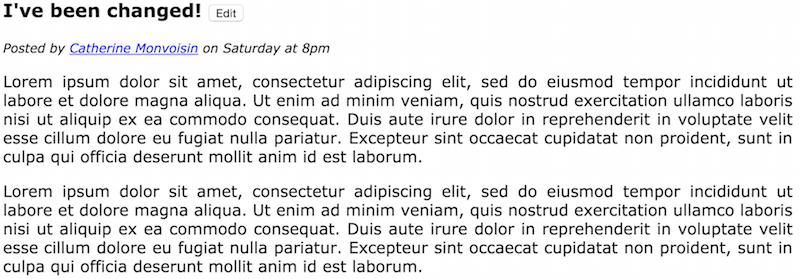 I've been changed! Edit
Posted by Catherine Monvoisin on Saturday at 8pm
Lorem ipsum dolor sit amet, consectetur adipiscing elit, sed do eiusmod tempor incididunt ut
labore et dolore magna aliqua. Ut enim ad minim veniam, quis nostrud exercitation ullamco laboris
nisi ut aliquip ex ea commodo consequat. Duis aute irure dolor in reprehenderit in voluptate velit
esse cillum dolore eu fugiat nulla pariatur. Excepteur sint occaecat cupidatat non proident, sunt in
culpa qui officia deserunt mollit anim id est laborum.
Lorem ipsum dolor sit amet, consectetur adipiscing elit, sed do eiusmod tempor incididunt ut
labore et dolore magna aliqua. Ut enim ad minim veniam, quis nostrud exercitation ullamco laboris
nisi ut aliquip ex ea commodo consequat. Duis aute irure dolor in reprehenderit in voluptate velit
esse cillum dolore eu fugiat nulla pariatur. Excepteur sint occaecat cupidatat non proident, sunt in
culpa qui officia deserunt mollit anim id est laborum.